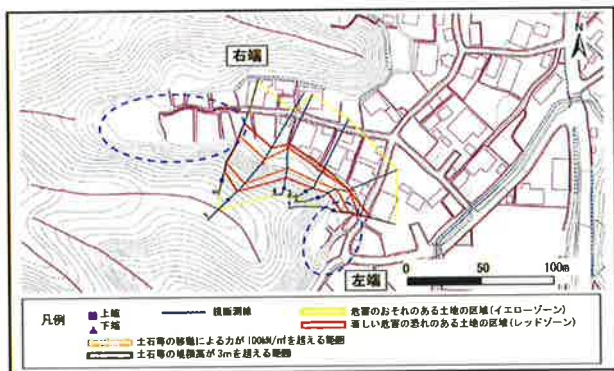 右端
N
左端
0 50 100m
凡例
上端
下端
横断測線
危害のおそれのある土地の区域(イエローゾーン)
著しい危害の恐れのある土地の区域(レッドゾーン)
土石等の移動による力が100kN/㎡を越える範囲
土石等の堆積高が3mを越える範囲